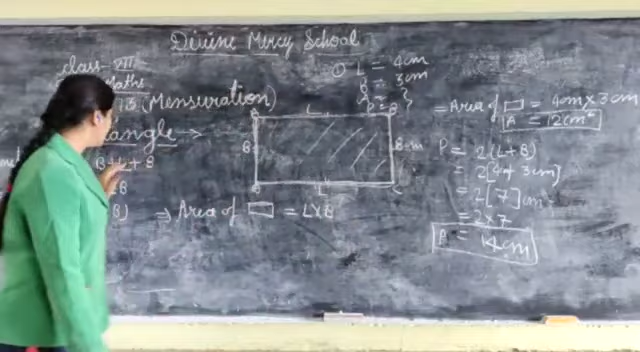 Divine Mercy School
class-VII
Maths
(Mensuration)
angle →
B+L+B
B
B)
⇒ Area of ▭ = L×B
L
B
B
L
C
① L = 4cm
B = 3cm
A = ?
P = ?
= Area of ▭ = 4cm×3cm
A = 12cm²
P = 2(L+B)
= 2[4+3cm]
= 2[7]cm
= 2×7
= 14cm